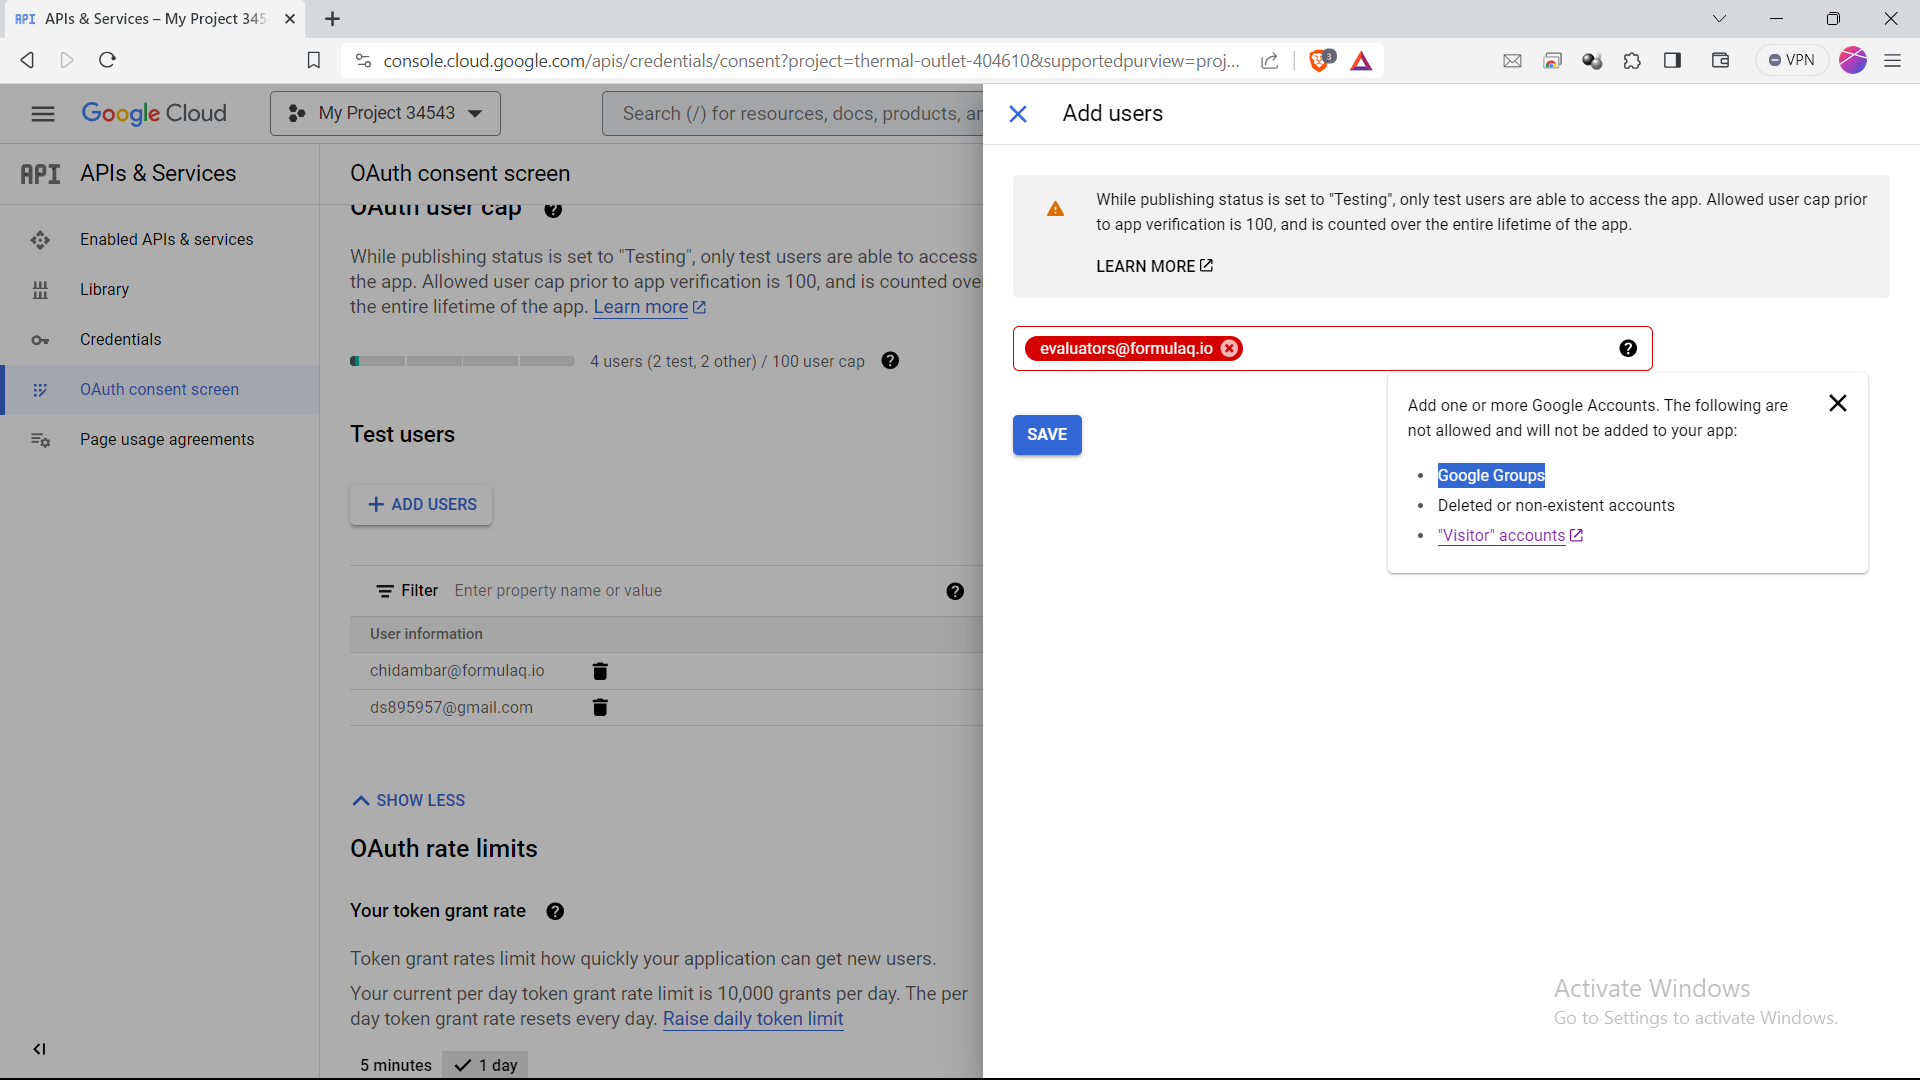 API APIs & Services – My Project 345
console.cloud.google.com/apis/credentials/consent?project=thermal-outlet-404610&supportedpurview=proj...
3
VPN
Google Cloud
My Project 34543
Search (/) for resources, docs, products, an
API APIs & Services
Enabled APIs & services
Library
Credentials
OAuth consent screen
Page usage agreements
OAuth consent screen
OAuth user cap
While publishing status is set to "Testing", only test users are able to access
the app. Allowed user cap prior to app verification is 100, and is counted ove
the entire lifetime of the app. Learn more
4 users (2 test, 2 other) / 100 user cap
Test users
+ ADD USERS
Filter Enter property name or value
User information
chidambar@formulaq.io
ds895957@gmail.com
SHOW LESS
OAuth rate limits
Your token grant rate
Token grant rates limit how quickly your application can get new users.
Your current per day token grant rate limit is 10,000 grants per day. The per
day token grant rate resets every day. Raise daily token limit
5 minutes 1 day
Add users
While publishing status is set to "Testing", only test users are able to access the app. Allowed user cap prior
to app verification is 100, and is counted over the entire lifetime of the app.
LEARN MORE
evaluators@formulaq.io
SAVE
Add one or more Google Accounts. The following are
not allowed and will not be added to your app:
• Google Groups
• Deleted or non-existent accounts
• "Visitor" accounts
Activate Windows
Go to Settings to activate Windows.